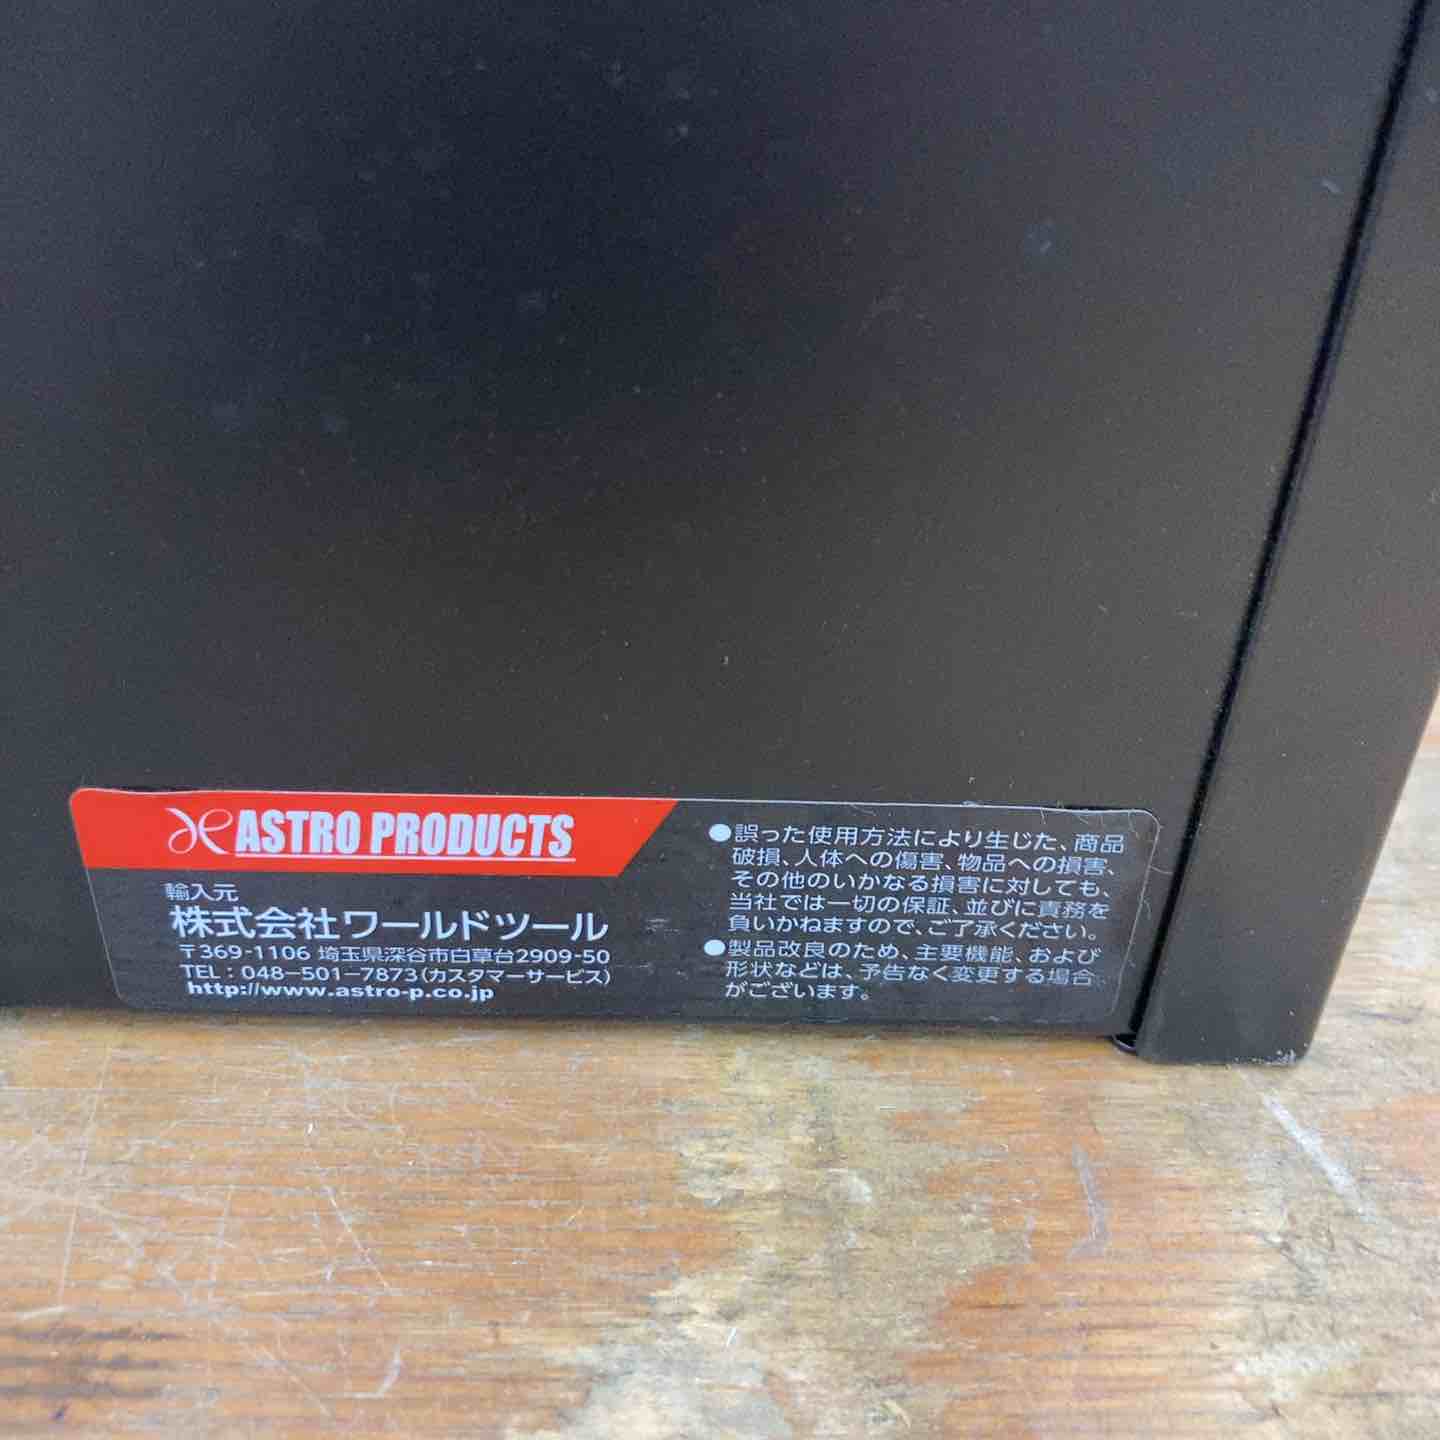 ASTRO PRODUCTS
輸入元
株式会社ワールドツール
〒369-1106 埼玉県深谷市白草台2909-50
TEL：048-501-7873（カスタマーサービス）
http://www.astro-p.co.jp
●誤った使用方法により生じた、商品
破損、人体への傷害、物品への損害、
その他のいかなる損害に対しても、
当社では一切の保証、並びに責務を
負いかねますので、ご了承ください。
●製品改良のため、主要機能、および
形状などは、予告なく変更する場合
がございます。